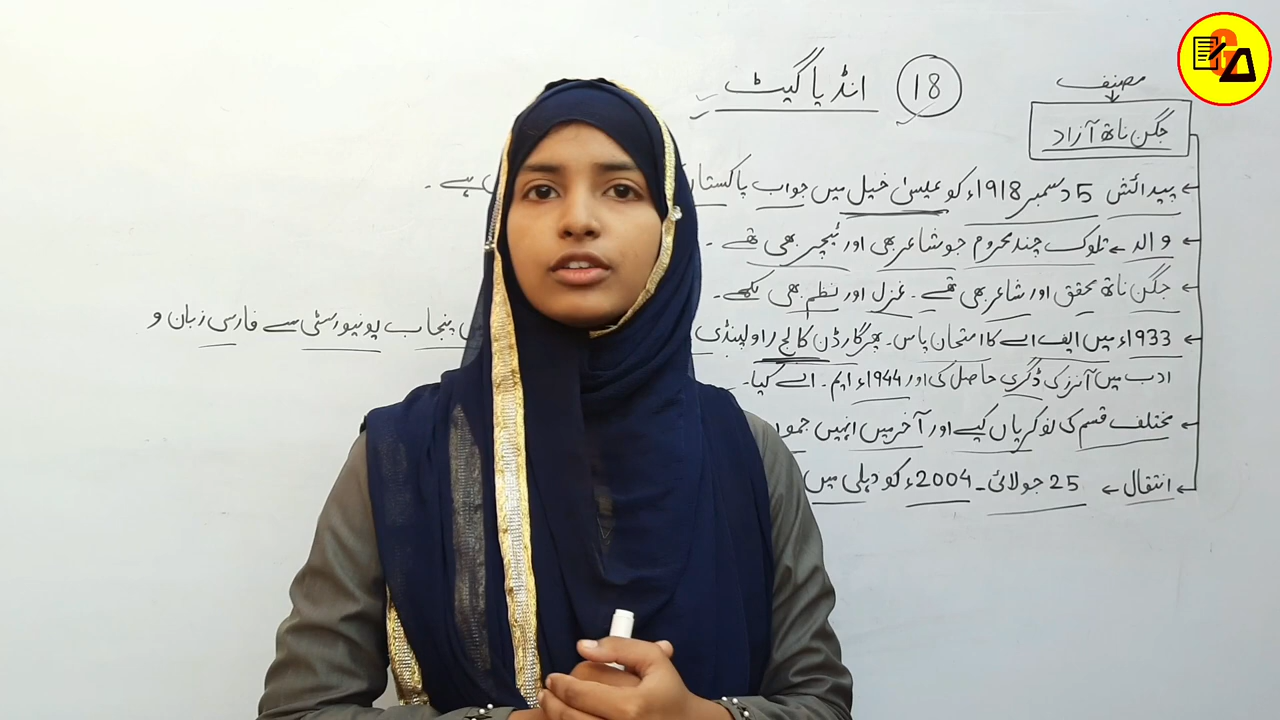 18 انڈیا گیٹ
مصنف
جگن ناتھ آزاد
پیدائش 5 دسمبر 1918ء کو عیسیٰ خیل میں جو اب پاکستان ہے۔
والد ← تلوک چند محروم جو شاعر بھی اور ٹیچر بھی تھے۔
جگن ناتھ محقق اور شاعر بھی تھے۔ غزل اور نظم بھی لکھے۔
1933ء میں ایف اے کا امتحان پاس۔ پھر گارڈن کالج راولپنڈی پنجاب یونیورسٹی سے فارسی زبان و
ادب میں آنرز کی ڈگری حاصل کی اور 1944ء ایم۔ اے کیا۔
مختلف قسم کی نوکریاں کیے اور آخر میں انہیں
انتقال ← 25 جولائی۔ 2004ء کو دہلی میں